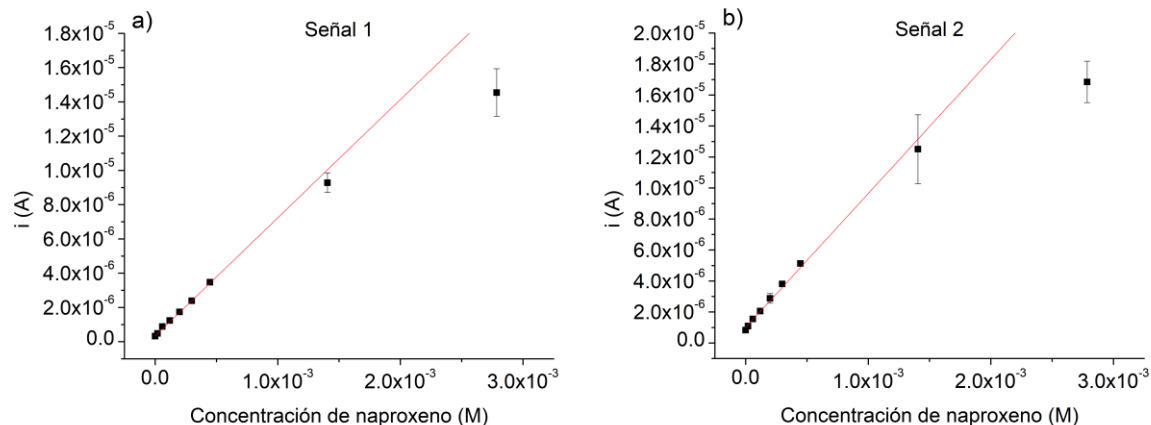 a)
Señal 1
1.8x10⁻⁵
1.6x10⁻⁵
1.4x10⁻⁵
1.2x10⁻⁵
1.0x10⁻⁵
8.0x10⁻⁶
6.0x10⁻⁶
4.0x10⁻⁶
2.0x10⁻⁶
0.0
i (A)
0.0
1.0x10⁻³
2.0x10⁻³
3.0x10⁻³
Concentración de naproxeno (M)
b)
Señal 2
2.0x10⁻⁵
1.8x10⁻⁵
1.6x10⁻⁵
1.4x10⁻⁵
1.2x10⁻⁵
1.0x10⁻⁵
8.0x10⁻⁶
6.0x10⁻⁶
4.0x10⁻⁶
2.0x10⁻⁶
0.0
i (A)
0.0
1.0x10⁻³
2.0x10⁻³
3.0x10⁻³
Concentración de naproxeno (M)